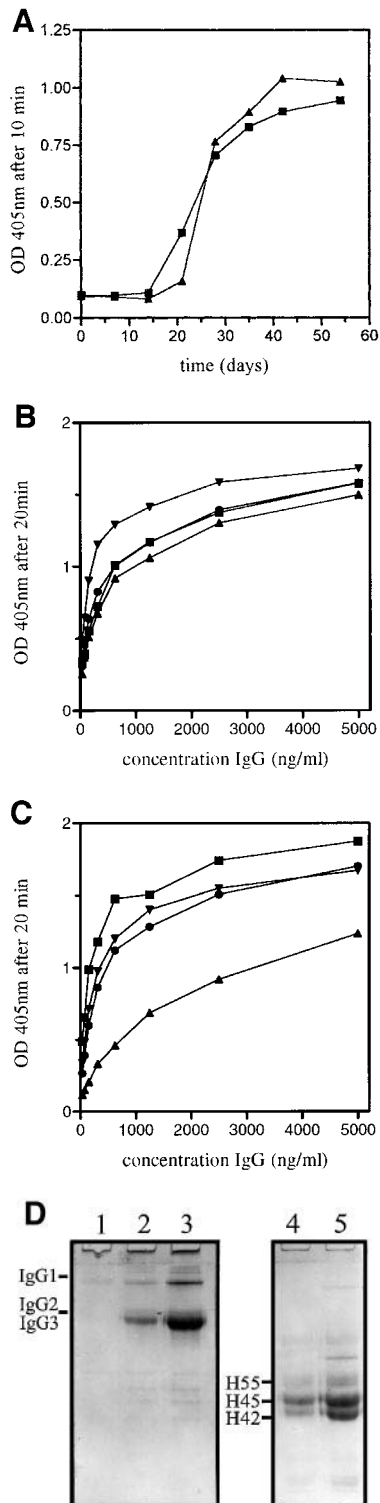 A
1.25
1.00
0.75
0.50
0.25
0.00
OD 405nm after 10 min
0 10 20 30 40 50 60
time (days)
B
2
1
0
OD 405nm after 20min
0 1000 2000 3000 4000 5000
concentration IgG (ng/ml)
C
2
1
0
OD 405nm after 20 min
0 1000 2000 3000 4000 5000
concentration IgG (ng/ml)
D
1 2 3 4 5
IgG1
IgG2
IgG3
H55
H45
H42